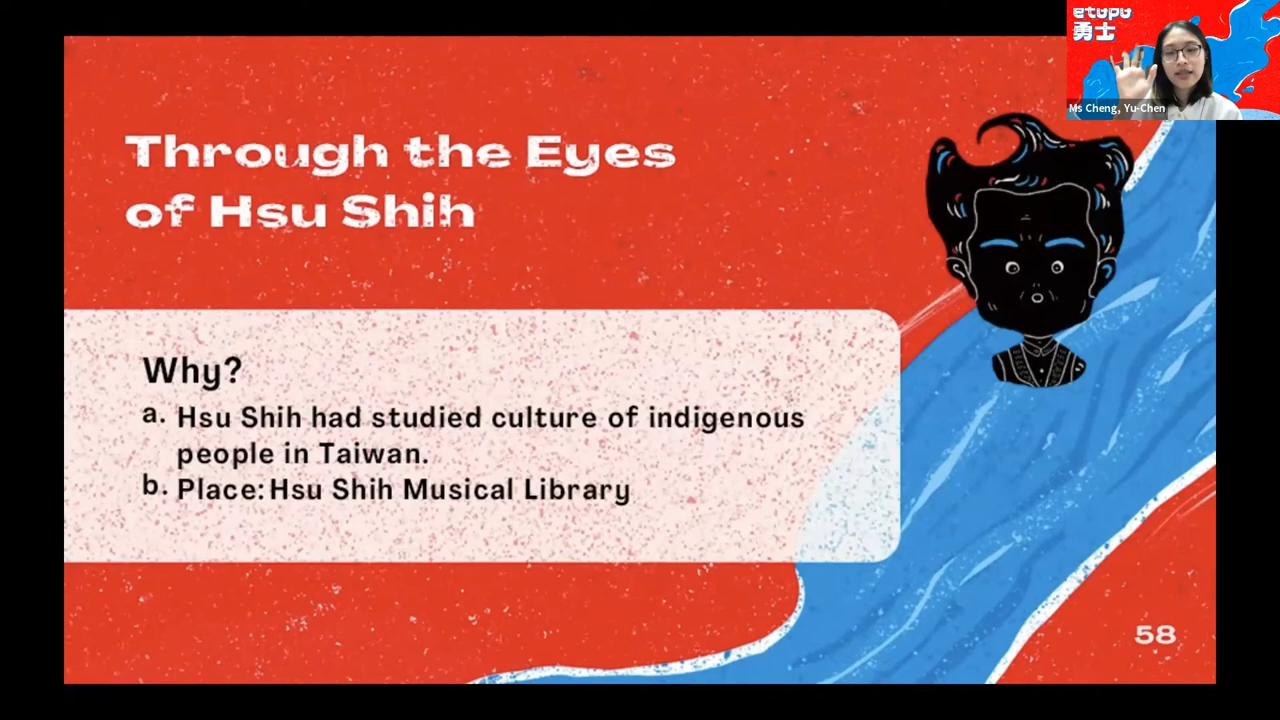 etupu
勇士
Ms Cheng, Yu-Chen
Through the Eyes
of Hsu Shih
Why?
a. Hsu Shih had studied culture of indigenous
people in Taiwan.
b. Place: Hsu Shih Musical Library
58